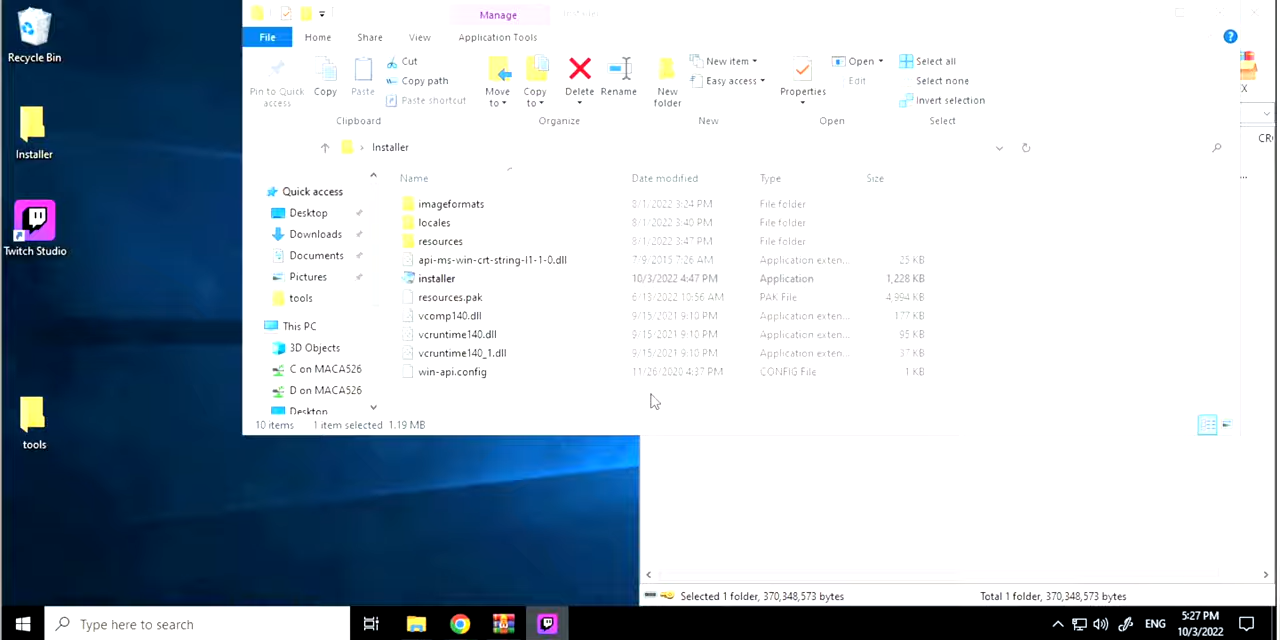 Recycle Bin
Installer
Twitch Studio
tools
Manage
Installer
File Home Share View Application Tools
Pin to Quick access
Copy
Paste
Cut
Copy path
Paste shortcut
Clipboard
Move to
Copy to
Delete
Rename
Organize
New folder
New item
Easy access
New
Properties
Open
Edit
Open
Select all
Select none
Invert selection
Select
X
Installer
Quick access
Desktop
Downloads
Documents
Pictures
tools
This PC
3D Objects
C on MACA526
D on MACA526
Desktop
Name Date modified Type Size
imageformats 8/1/2022 3:24 PM File folder
locales 8/1/2022 3:40 PM File folder
resources 8/1/2022 3:47 PM File folder
api-ms-win-crt-string-l1-1-0.dll 7/9/2015 7:26 AM Application exten... 25 KB
installer 10/3/2022 4:47 PM Application 1,228 KB
resources.pak 6/13/2022 10:56 AM PAK File 4,994 KB
vcomp140.dll 9/15/2021 9:10 PM Application exten... 177 KB
vcruntime140.dll 9/15/2021 9:10 PM Application exten... 95 KB
vcruntime140_1.dll 9/15/2021 9:10 PM Application exten... 37 KB
win-api.config 11/26/2020 4:37 PM CONFIG File 1 KB
10 items 1 item selected 1.19 MB
...
Selected 1 folder, 370,348,573 bytes Total 1 folder, 370,348,573 bytes
Type here to search
ENG
5:27 PM
10/3/2022